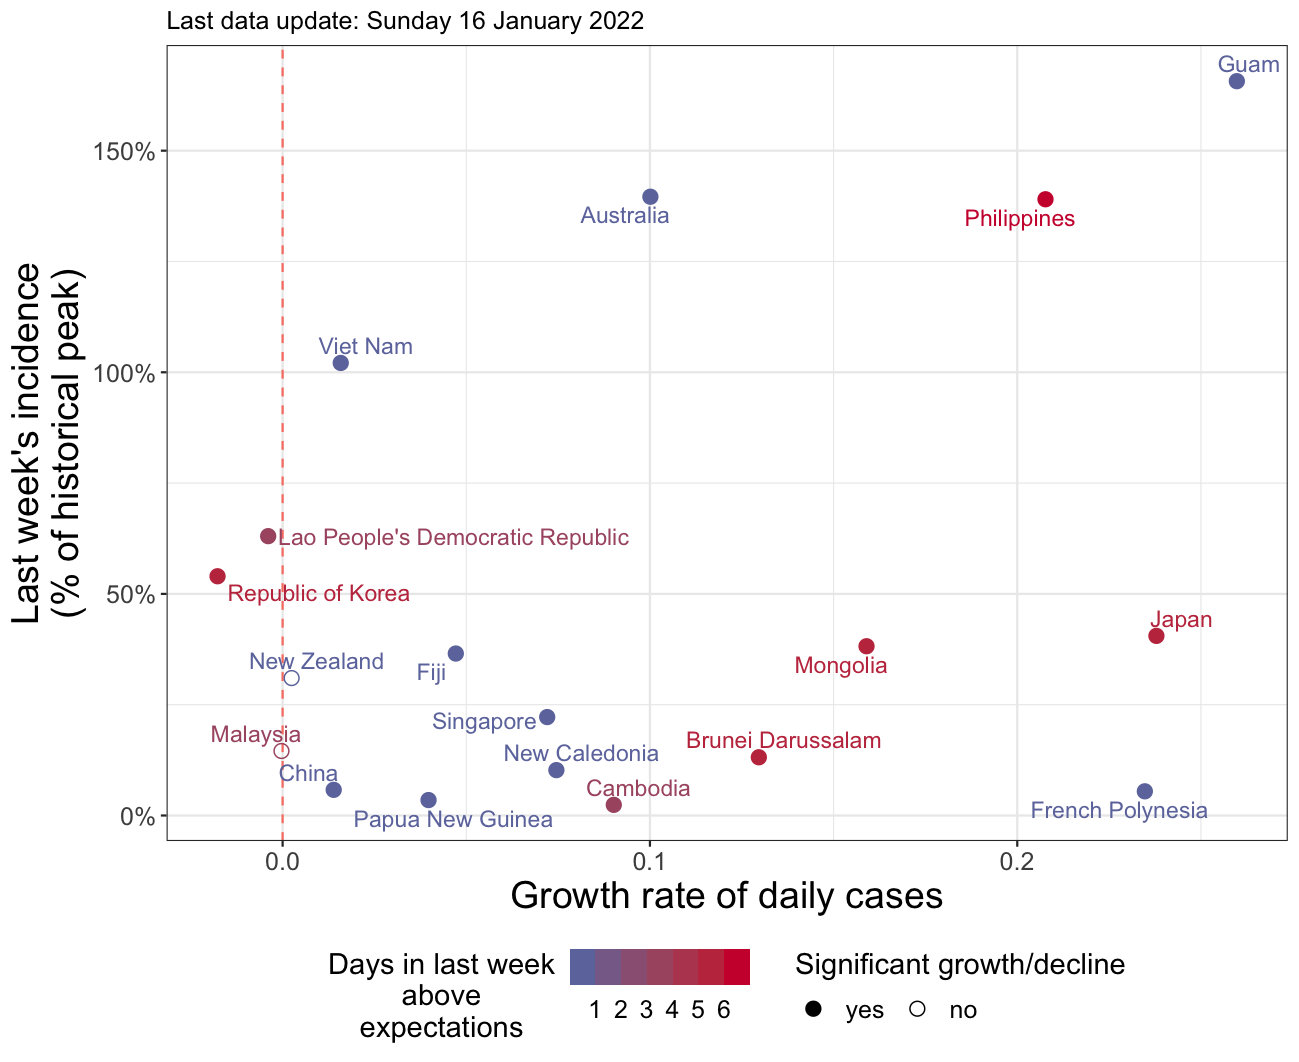 Last data update: Sunday 16 January 2022
Last week's incidence
(% of historical peak)
150%
100%
50%
0%
Guam
Australia
Philippines
Viet Nam
Lao People's Democratic Republic
Republic of Korea
Japan
New Zealand
Fiji
Mongolia
Singapore
Malaysia
Brunei Darussalam
New Caledonia
China
Cambodia
French Polynesia
Papua New Guinea
0.0
0.1
0.2
Growth rate of daily cases
Days in last week
above
expectations
1 2 3 4 5 6
Significant growth/decline
yes no